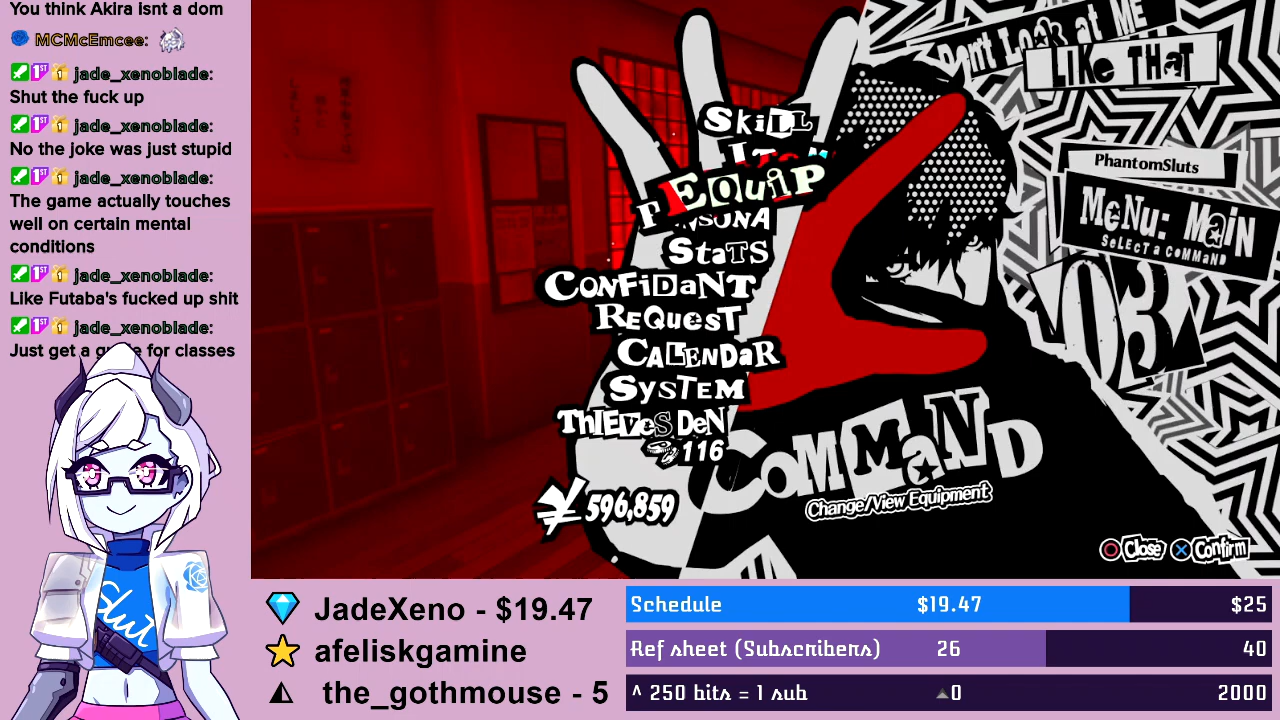 You think Akira isnt a dom
MCMcEmcee:
jade_xenoblade:
Shut the fuck up
jade_xenoblade:
No the joke was just stupid
jade_xenoblade:
The game actually touches
well on certain mental
conditions
jade_xenoblade:
Like Futaba's fucked up shit
jade_xenoblade:
Just get a guide for classes
Slut
SKiLL
ITeM
EQuiP
PERSONA
StaTS
CONFiDaNT
ReQuesT
CALENDaR
SYSTEM
THIEVeS DeN
116
¥ 596,859
COMMaND
Change/View Equipment
Dont Look at ME
LIKe THaT
PhantomSluts
MeNU: Main
SeLECT a CoMMaND
03
Close
Confirm
JadeXeno - $19.47
afeliskgamine
the_gothmouse - 5
Schedule $19.47 $25
Ref sheet (Subscribers) 26 40
^ 250 bits = 1 sub 0 2000